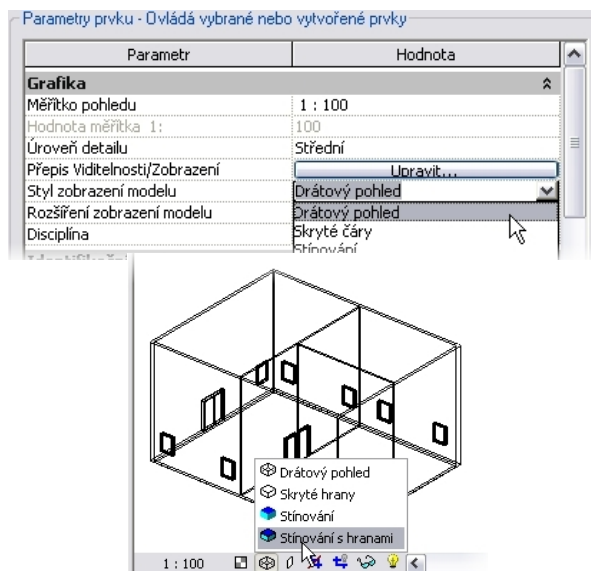 Parametry prvku - Ovládá vybrané nebo vytvořené prvky
Parametr Hodnota
Grafika
Měřítko pohledu 1 : 100
Hodnota měřítka 1: 100
Úroveň detailu Střední
Přepis Viditelnosti/Zobrazení Upravit...
Styl zobrazení modelu Drátový pohled
Rozšíření zobrazení modelu Drátový pohled
Disciplína Skryté čáry
Stínování
Drátový pohled
Skryté hrany
Stínování
Stínování s hranami
1 : 100